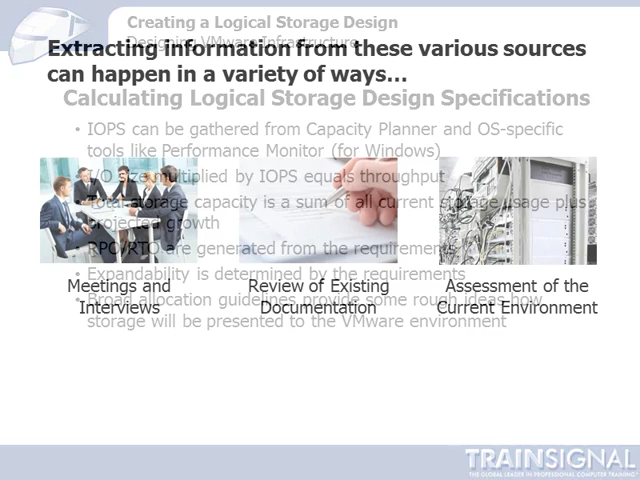 Creating a Logical Storage Design
Designing VMware Infrastructure
Extracting information from these various sources
can happen in a variety of ways…
Calculating Logical Storage Design Specifications
• IOPS can be gathered from Capacity Planner and OS-specific
tools like Performance Monitor (for Windows)
I/O size multiplied by IOPS equals throughput
• Total storage capacity is a sum of all current storage usage plus
projected growth
• RPO/RTO are generated from the requirements
• Expandability is determined by the requirements
• Broad allocation guidelines provide some rough ideas how
storage will be presented to the VMware environment
Meetings and
Interviews
Review of Existing
Documentation
Assessment of the
Current Environment
TRAINSIGNAL
THE GLOBAL LEADER IN PROFESSIONAL COMPUTER TRAINING